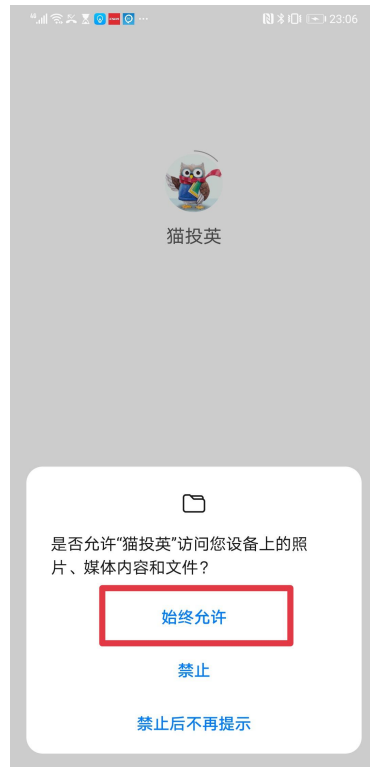 23:06
猫投英
是否允许“猫投英”访问您设备上的照
片、媒体内容和文件？
始终允许
禁止
禁止后不再提示